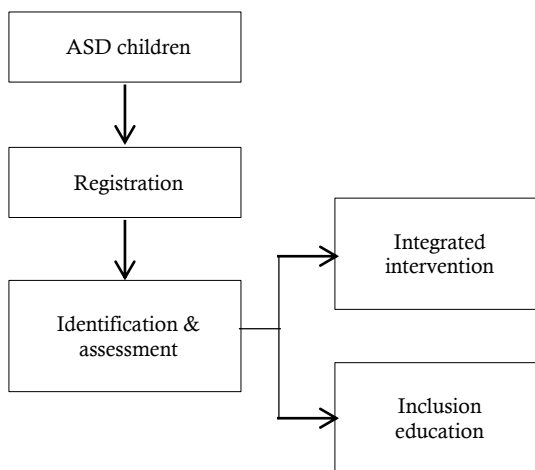 ASD children
Registration
Identification &
assessment
Integrated
intervention
Inclusion
education